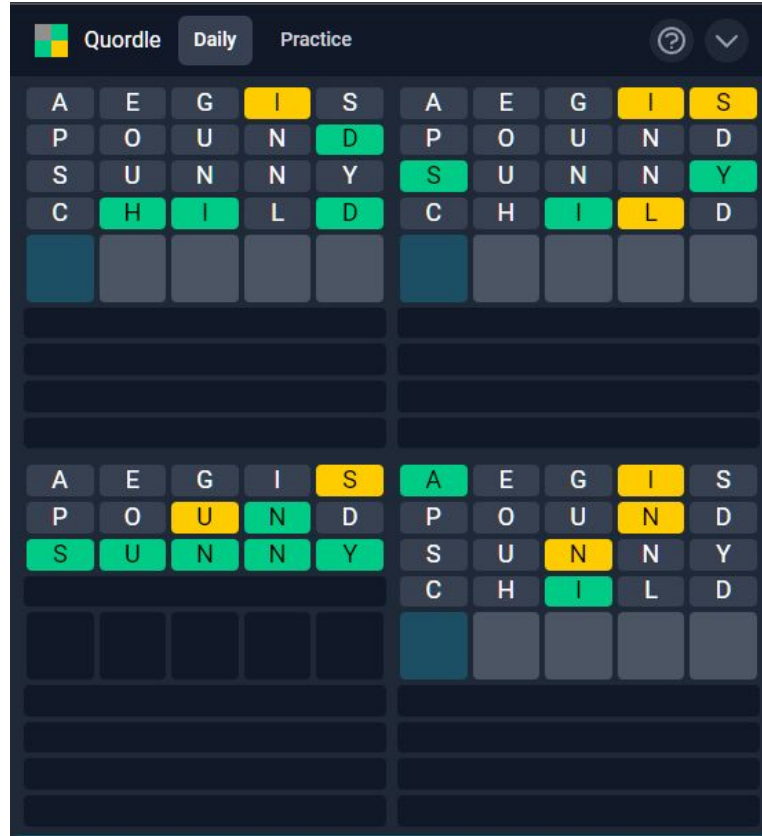 Quordle Daily Practice ?
A E G I S A E G I S
P O U N D P O U N D
S U N N Y S U N N Y
C H I L D C H I L D
A E G I S A E G I S
P O U N D P O U N D
S U N N Y S U N N Y
C H I L D